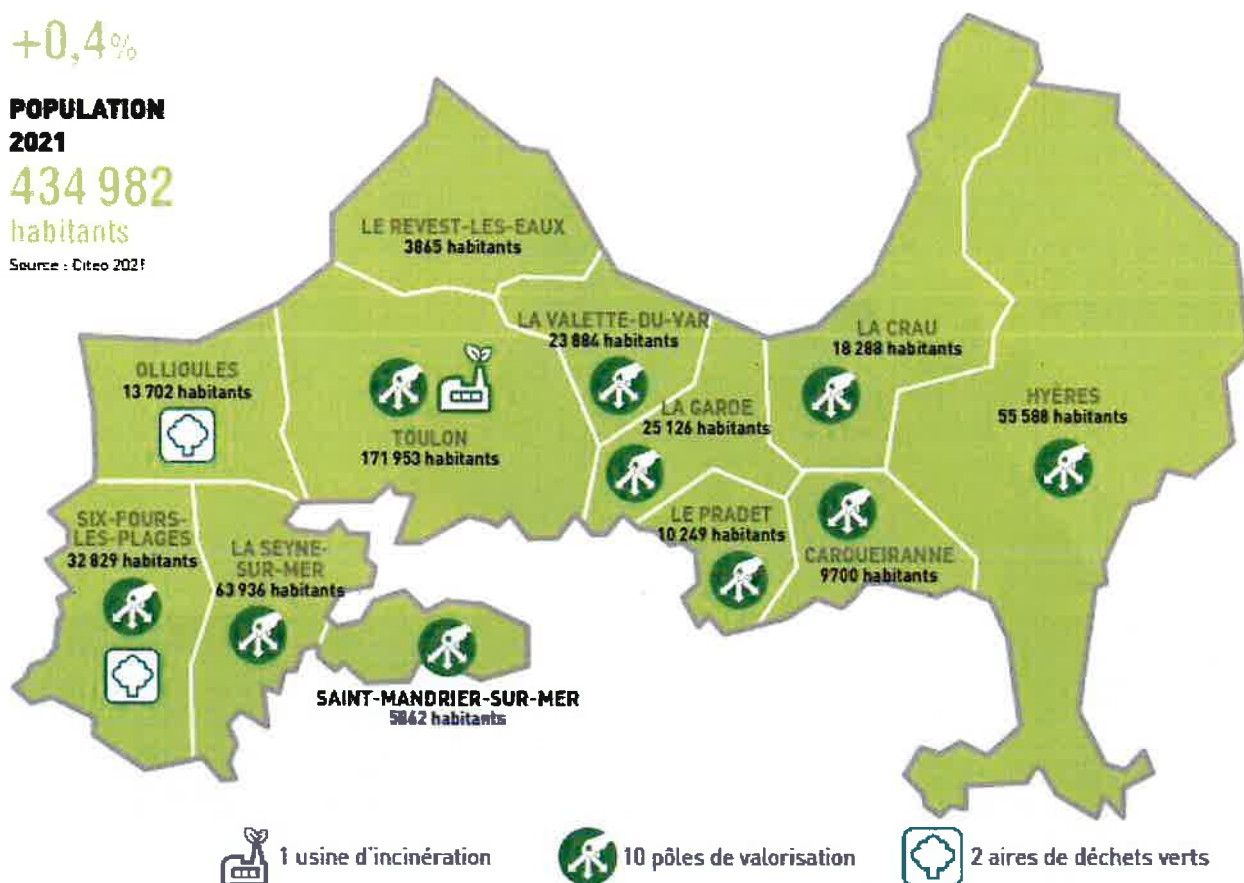 +0,4%
POPULATION
2021
434 982
habitants
Source : Citeo 2021
LE REVEST-LES-EAUX
3865 habitants
LA VALETTE-DU-VAR
23 884 habitants
LA CRAU
18 288 habitants
OLLIOULES
13 702 habitants
HYÈRES
55 588 habitants
LA GARDE
25 126 habitants
TOULON
171 953 habitants
SIX-FOURS-
LES-PLAGES
32 829 habitants
LA SEYNE-
SUR-MER
63 936 habitants
LE PRADET
10 249 habitants
CARQUEIRANNE
9700 habitants
SAINT-MANDRIER-SUR-MER
5862 habitants
1 usine d'incinération
10 pôles de valorisation
2 aires de déchets verts